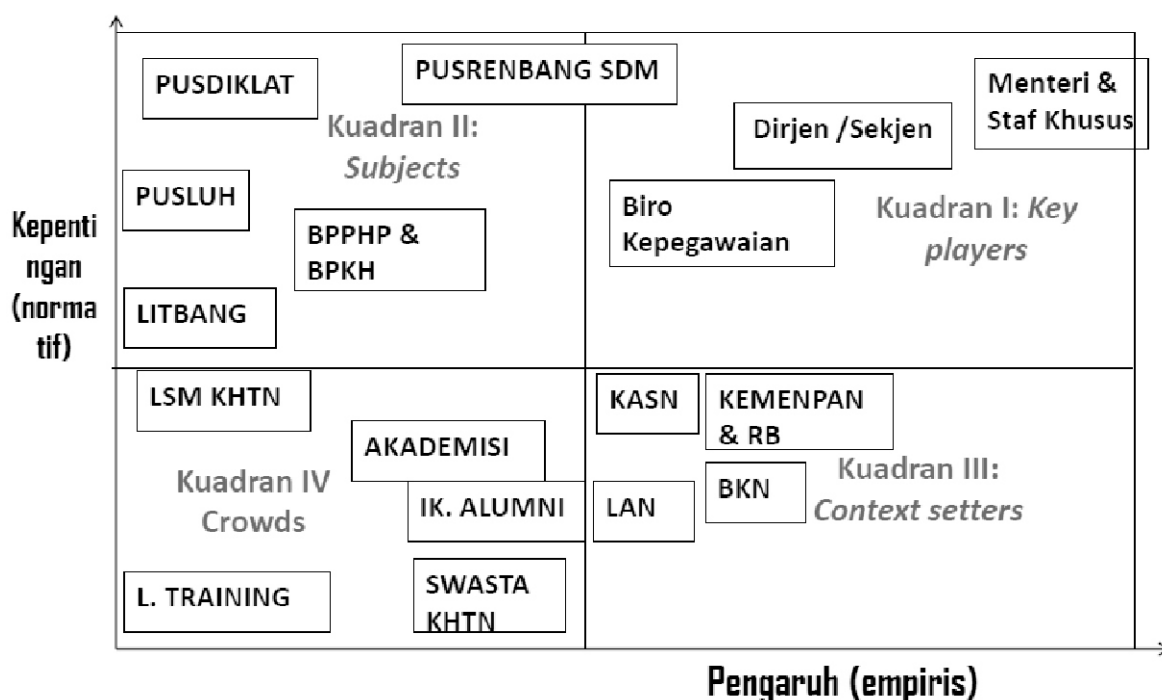 PUSDIKLAT
PUSRENBANG SDM
Menteri &
Staf Khusus
Kuadran II:
Subjects
Dirjen /Sekjen
PUSLUH
BPPHP &
BPKH
Biro
Kepegawaian
Kuadran I: Key
players
Kepenti
ngan
(norma
tif)
LITBANG
LSM KHTN
AKADEMISI
KASN
KEMENPAN
& RB
Kuadran IV
Crowds
IK. ALUMNI
LAN
BKN
Kuadran III:
Context setters
L. TRAINING
SWASTA
KHTN
Pengaruh (empiris)